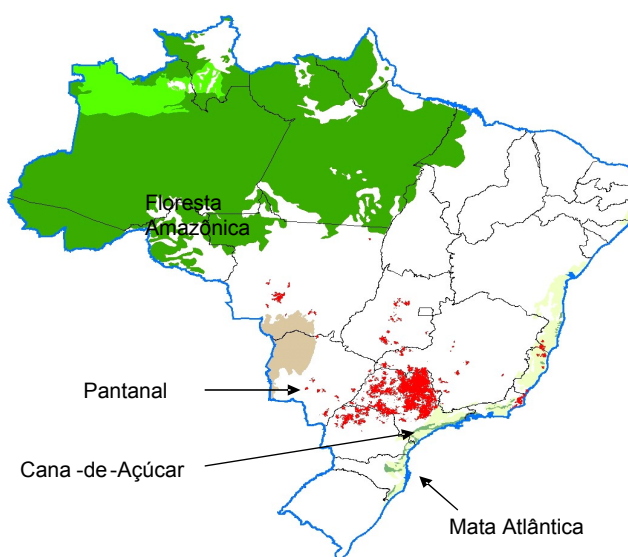 Floresta
Amazônica
Pantanal
Cana -de -Açúcar
Mata Atlântica